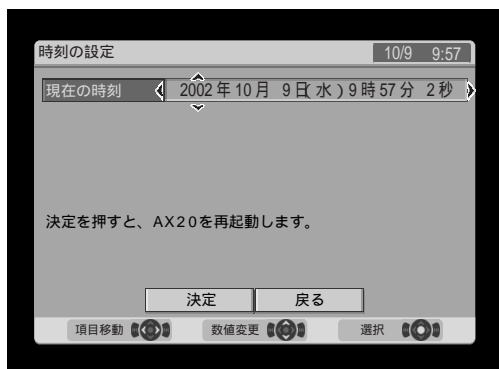 時刻の設定 10/9 9:57
現在の時刻 2002年10月 9日(水)9時57分 2秒
決定を押すと、AX20を再起動します。
決定 戻る
項目移動 数値変更 選択